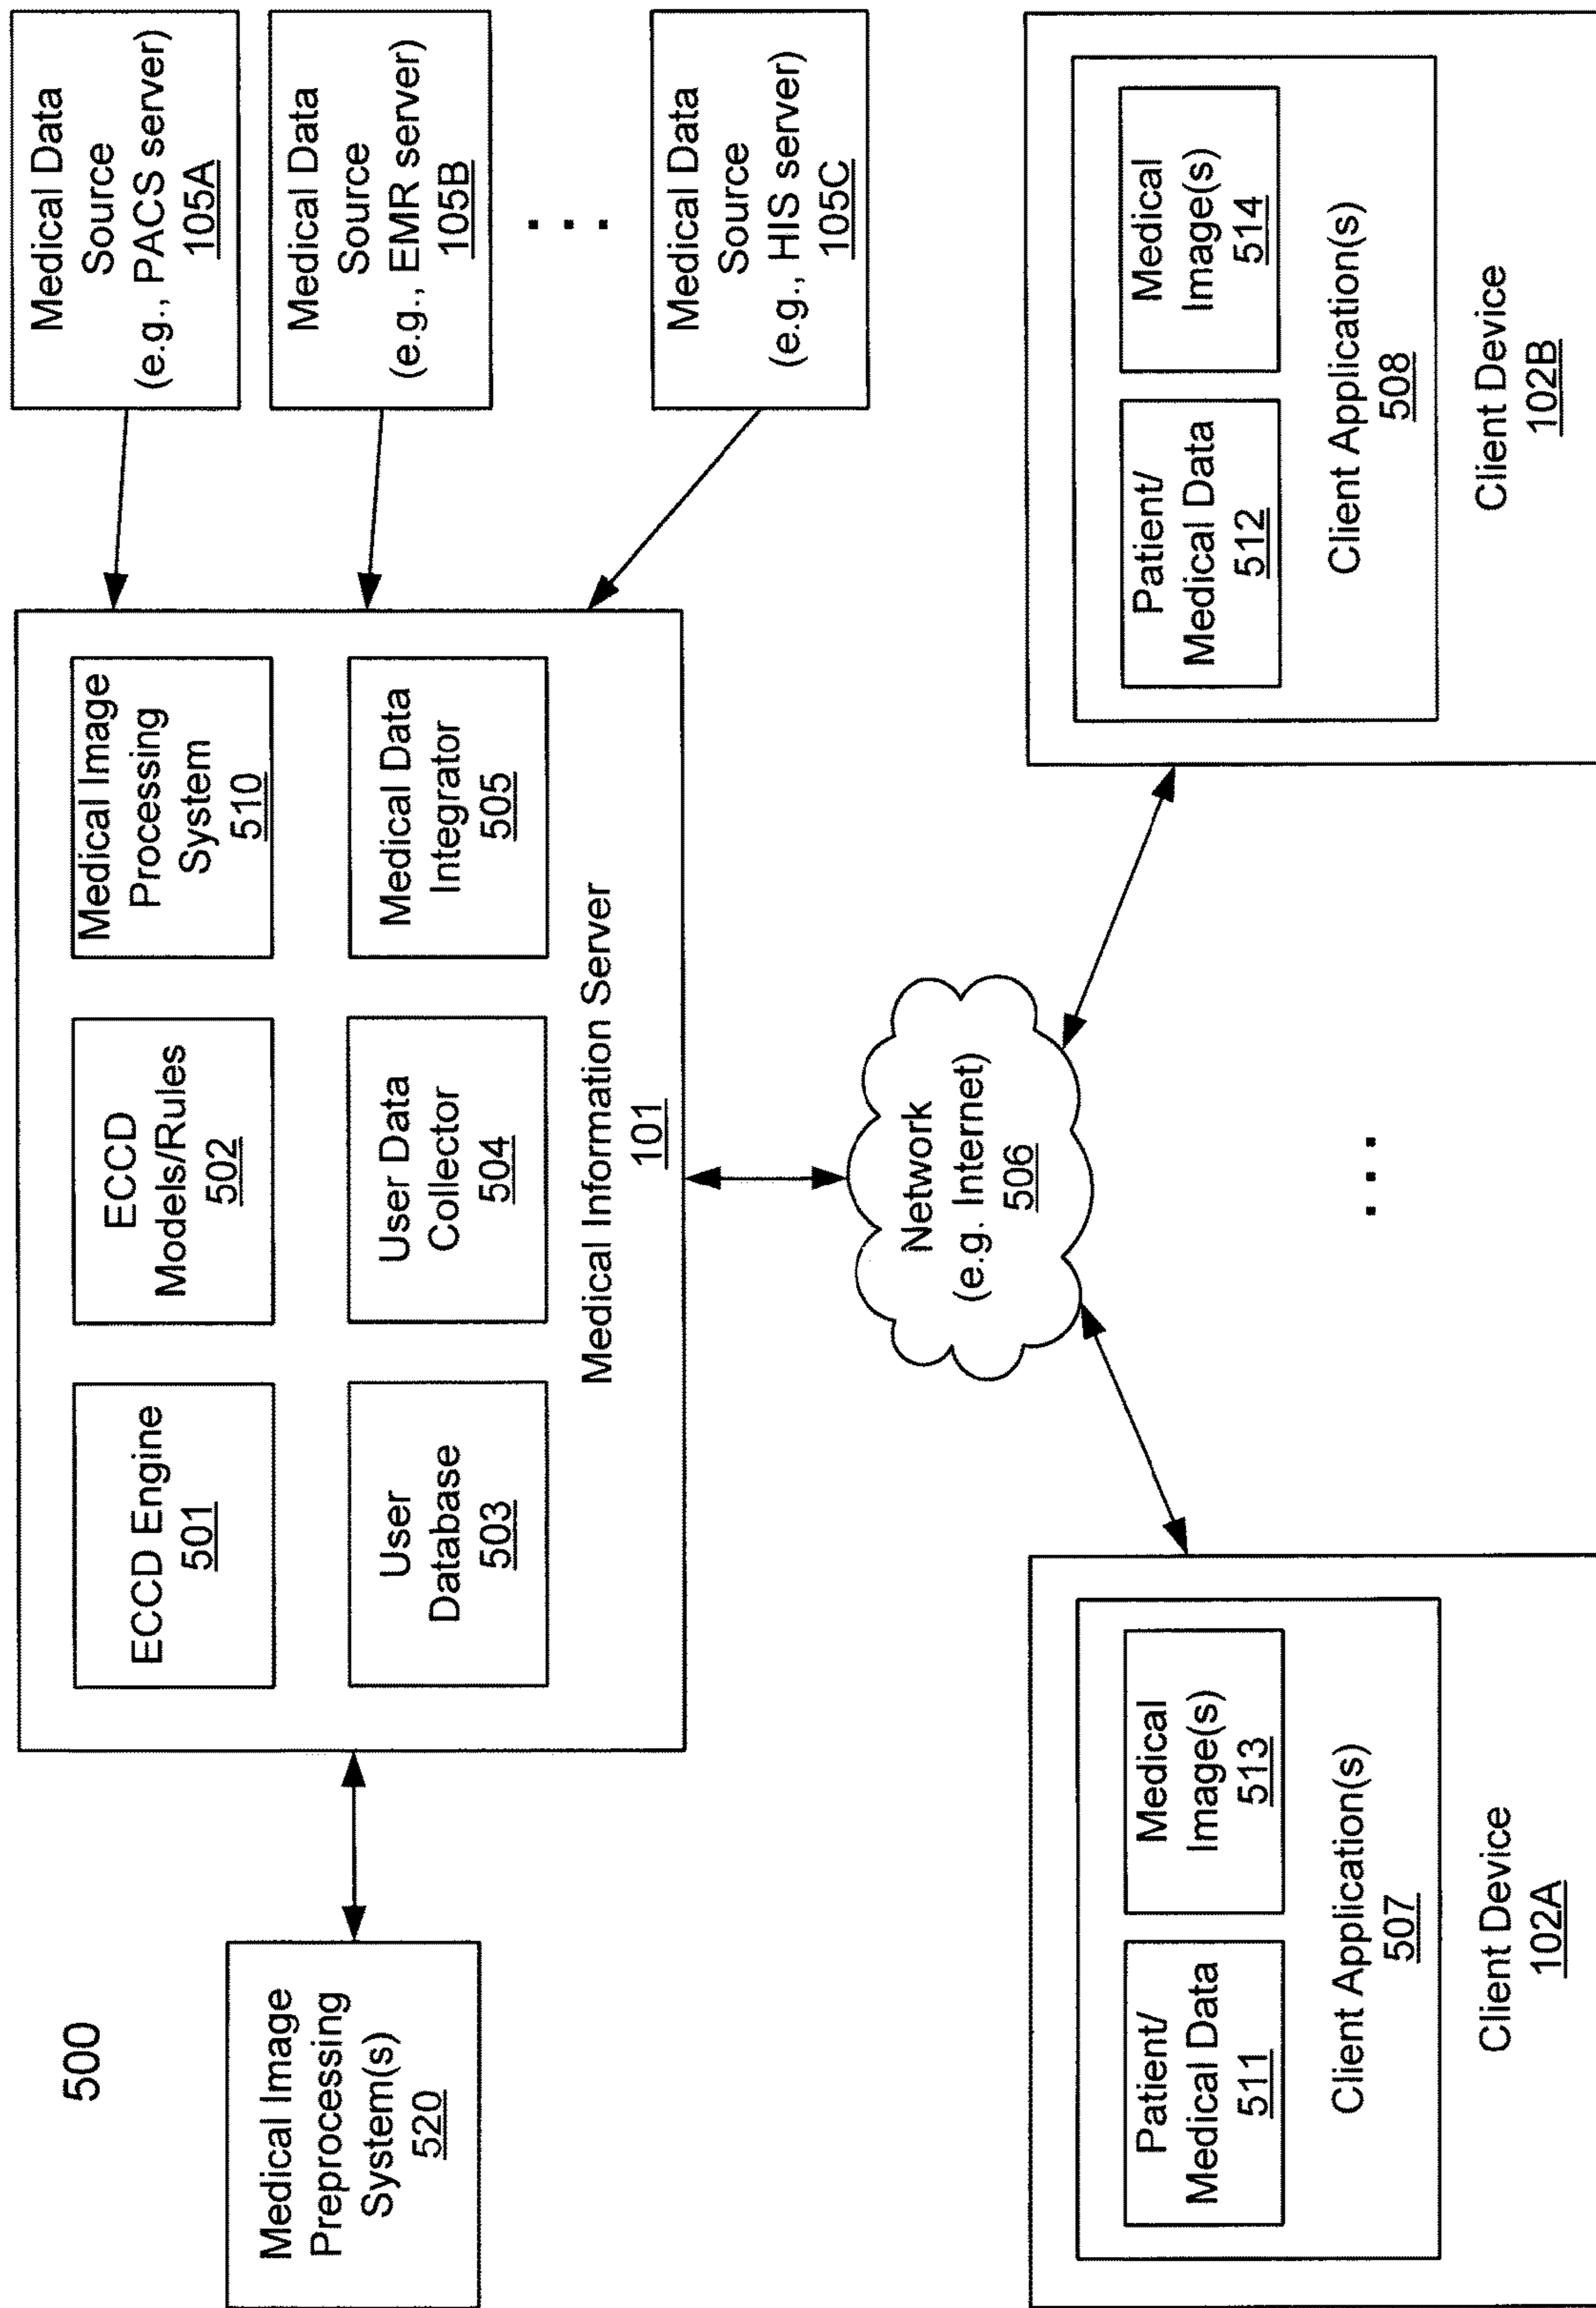 500
Medical Image
Preprocessing
System(s)
520
ECCD Engine
501
ECCD
Models/Rules
502
Medical Image
Processing
System
510
User
Database
503
User Data
Collector
504
Medical Data
Integrator
505
Medical Information Server
101
Medical Data
Source
(e.g., PACS server)
105A
Medical Data
Source
(e.g., EMR server)
105B
. . .
Medical Data
Source
(e.g., HIS server)
105C
Network
(e.g. Internet)
506
Patient/
Medical Data
511
Medical
Image(s)
513
Client Application(s)
507
Client Device
102A
. . .
Patient/
Medical Data
512
Medical
Image(s)
514
Client Application(s)
508
Client Device
102B